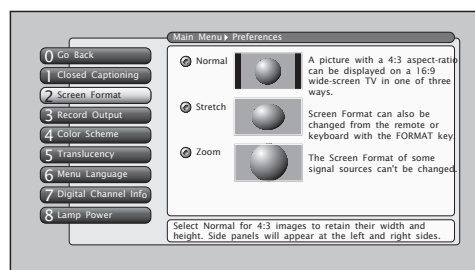 Main Menu Preferences
0 Go Back
1 Closed Captioning
2 Screen Format
3 Record Output
4 Color Scheme
5 Translucency
6 Menu Language
7 Digital Channel Info
8 Lamp Power
Normal
Stretch
Zoom
A picture with a 4:3 aspect-ratio
can be displayed on a 16:9
wide-screen TV in one of three
ways.
Screen Format can also be
changed from the remote or
keyboard with the FORMAT key.
The Screen Format of some
signal sources can't be changed.
Select Normal for 4:3 images to retain their width and
height. Side panels will appear at the left and right sides.